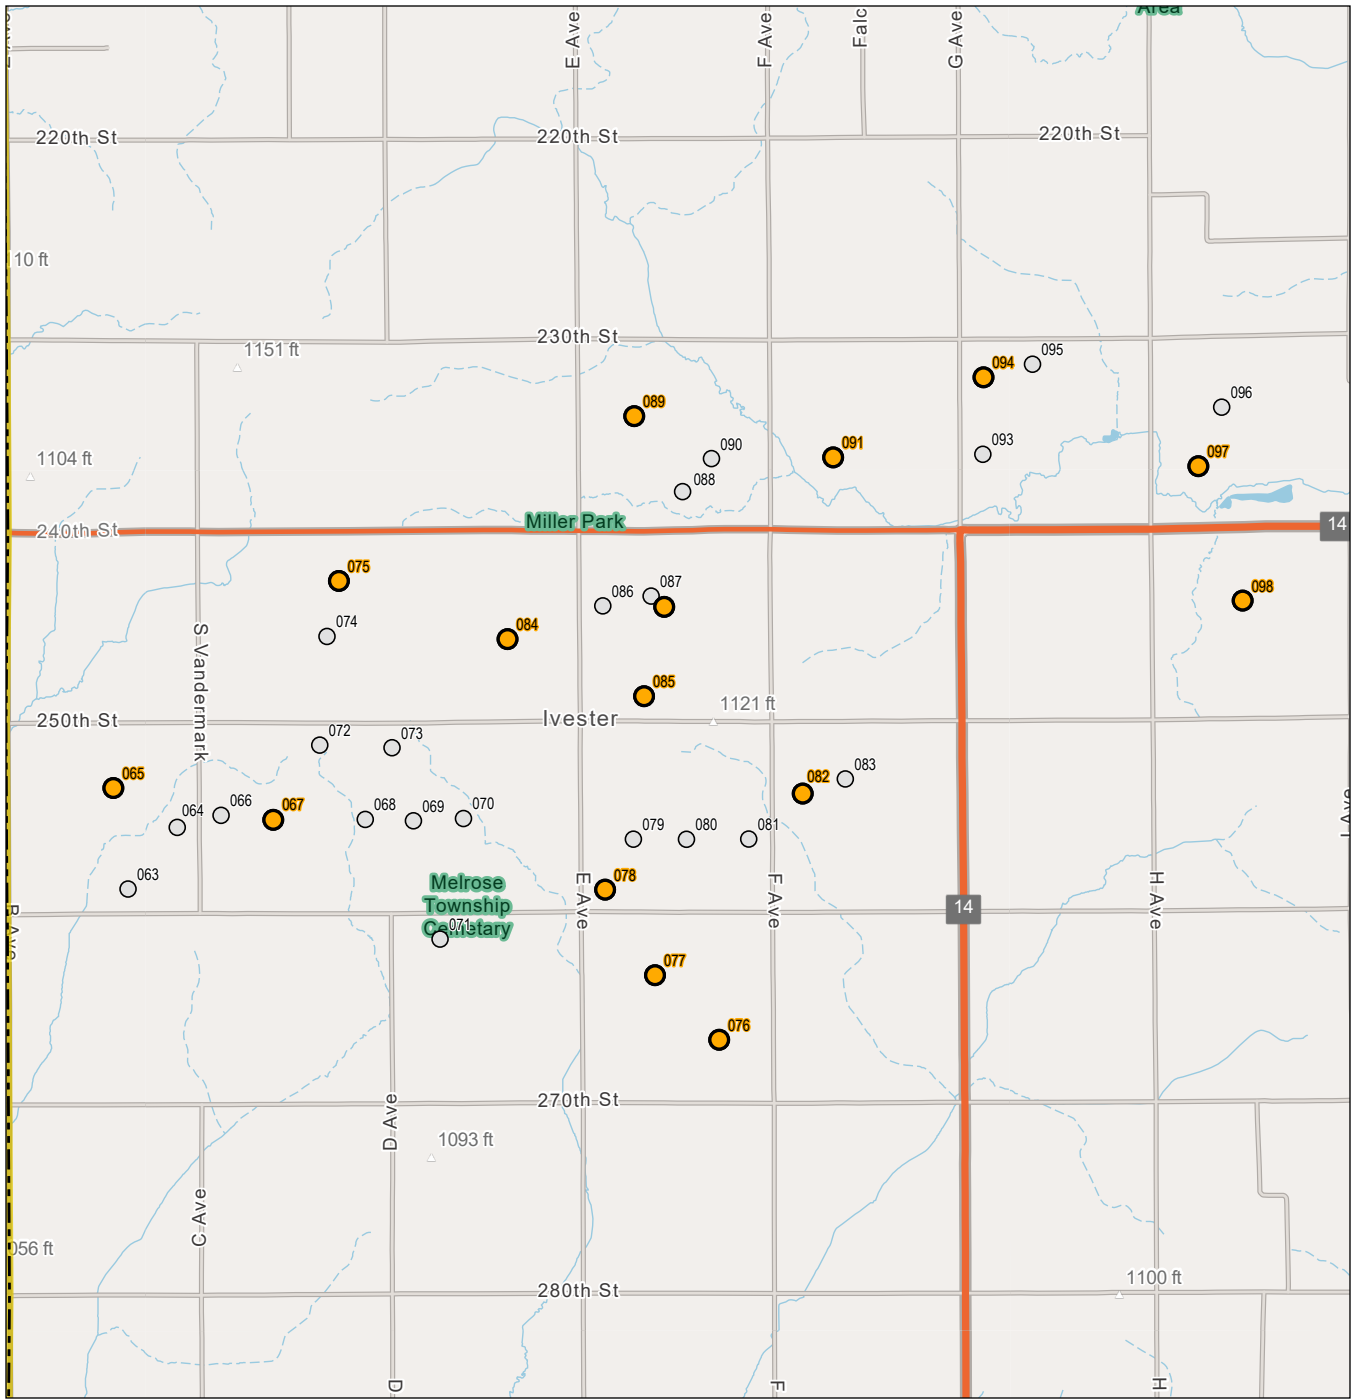 Area
E Ave
F Ave
Falc
G Ave
220th St
220th St
220th St
10 ft
230th St
1151 ft
095
094
089
096
090
093
091
1104 ft
097
088
Miller Park
240th St
14
075
087
086
098
074
084
085
S Vandermark
1121 ft
250th St
Ivester
072
073
083
065
082
066
064
067
068
069
070
079
080
081
063
Melrose
Township
Cemetary
078
E Ave
F Ave
H Ave
14
071
077
076
270th St
D Ave
1093 ft
C Ave
056 ft
1100 ft
280th St
D
F
H